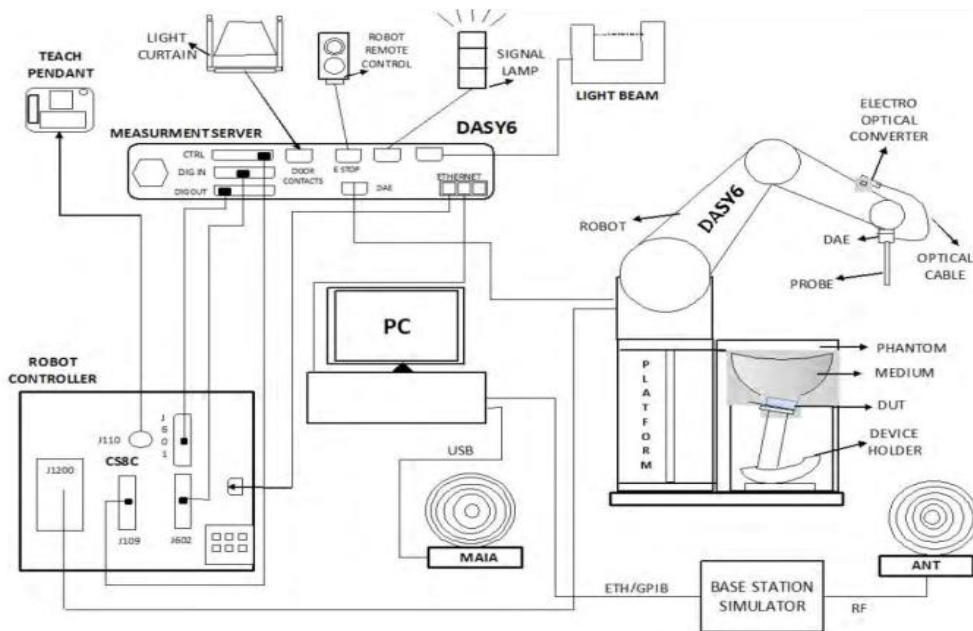 LIGHT
CURTAIN
ROBOT
REMOTE
CONTROL
SIGNAL
LAMP
LIGHT BEAM
TEACH
PENDANT
MEASURMENT SERVER
DASY6
CTRL
DIG IN
DIG OUT
DOOR
CONTACTS
E STOP
DAE
ETHERNET
ELECTRO
OPTICAL
CONVERTER
ROBOT
DASY6
DAE
OPTICAL
CABLE
PROBE
PC
PLATFORM
PHANTOM
MEDIUM
DUT
DEVICE
HOLDER
ROBOT
CONTROLLER
J110
J601
CS8C
J1200
J109
J602
USB
MAIA
ETH/GPIB
BASE STATION
SIMULATOR
RF
ANT